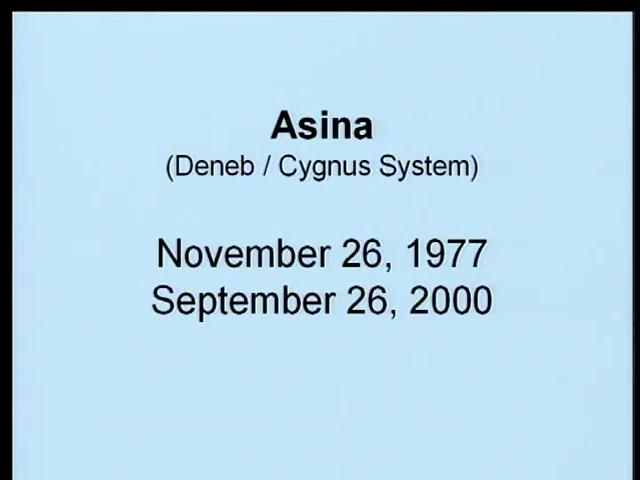 Asina
(Deneb / Cygnus System)
November 26, 1977
September 26, 2000